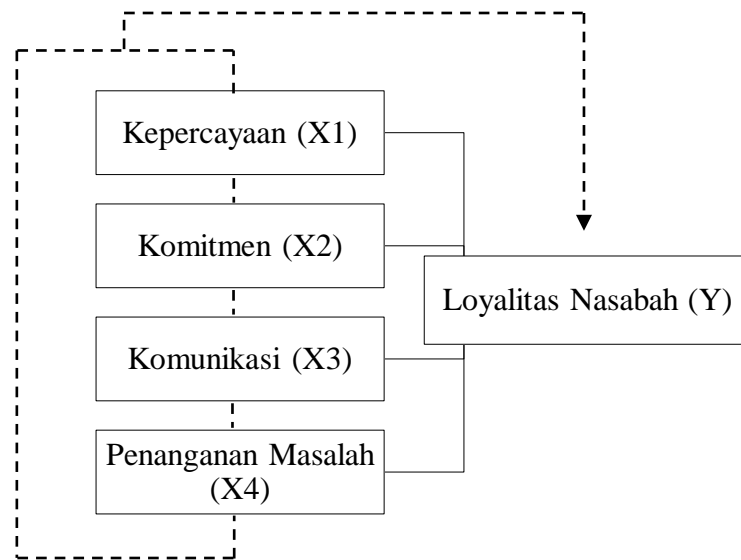 Kepercayaan (X1)
Komitmen (X2)
Loyalitas Nasabah (Y)
Komunikasi (X3)
Penanganan Masalah
(X4)